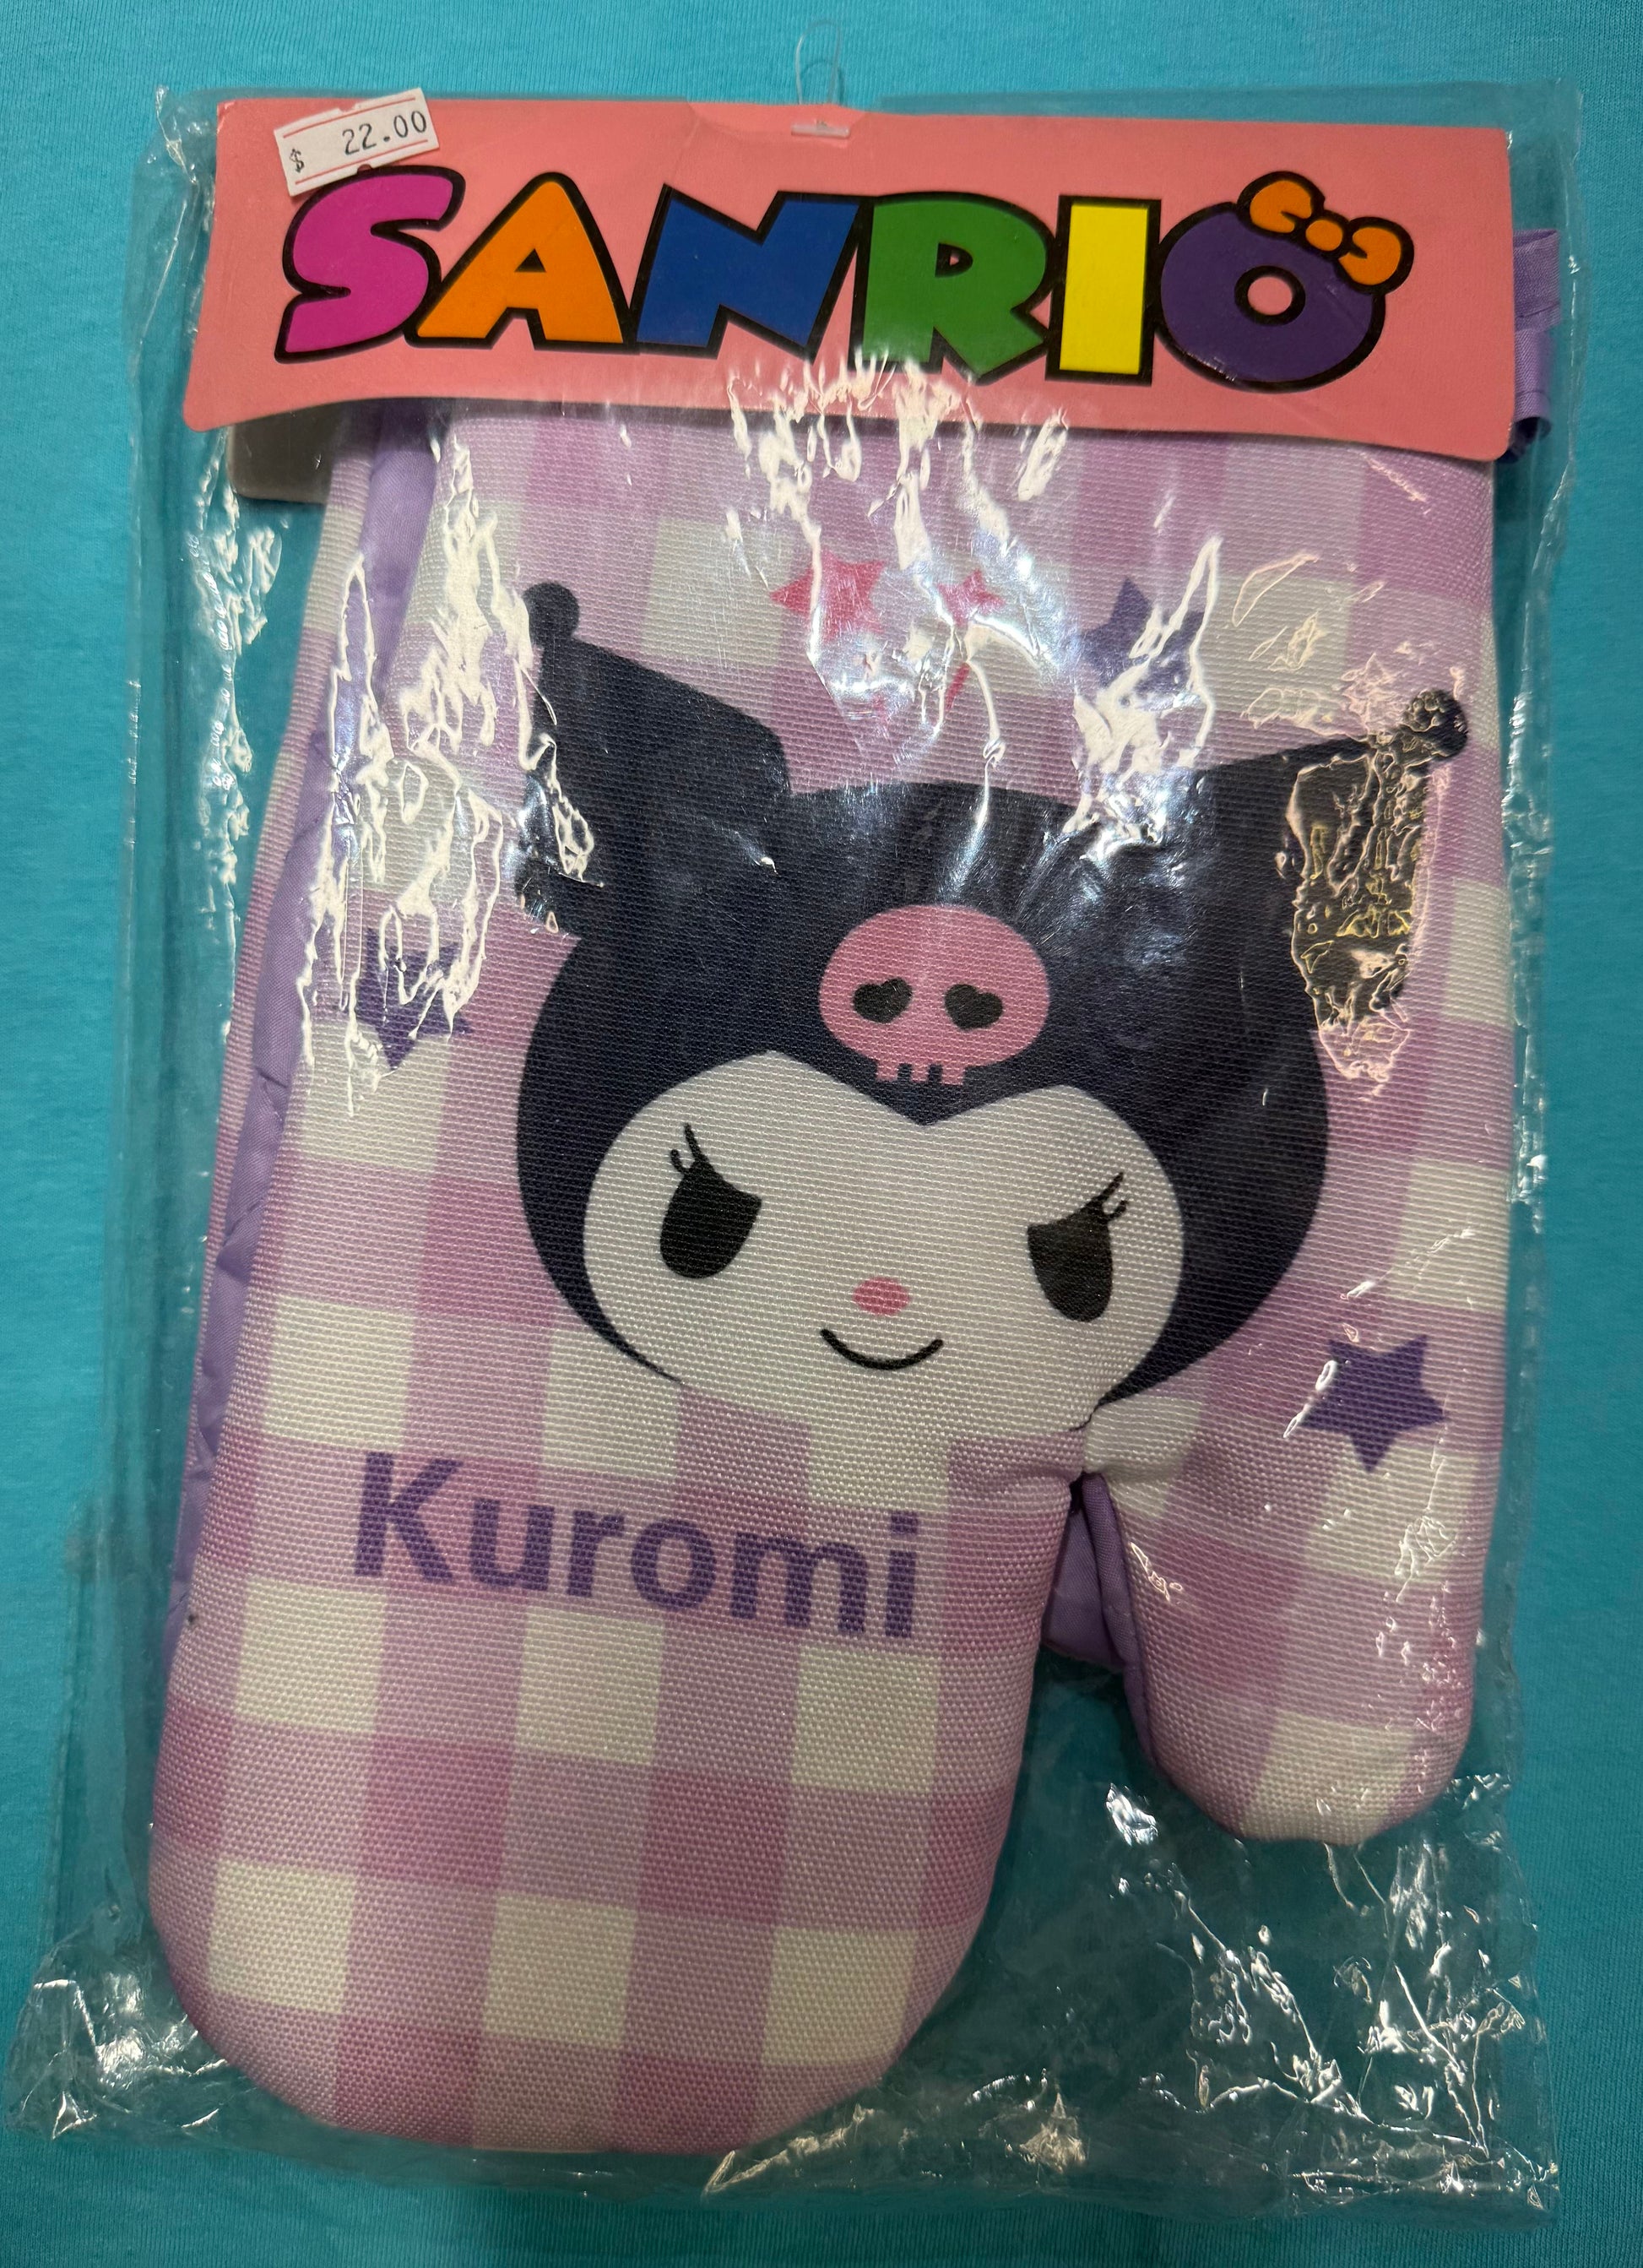 $ 22.00
SANRIO
Kuromi